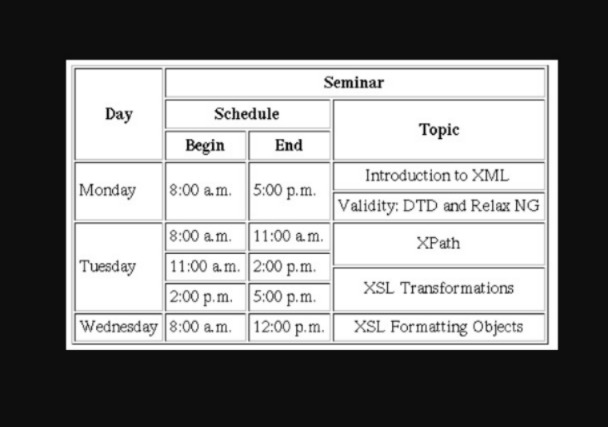 Seminar
Day
Schedule
Topic
Begin End
Monday 8:00 a.m. 5:00 p.m. Introduction to XML
Validity: DTD and Relax NG
Tuesday 8:00 a.m. 11:00 a.m. XPath
11:00 a.m. 2:00 p.m.
2:00 p.m. 5:00 p.m. XSL Transformations
Wednesday 8:00 a.m. 12:00 p.m. XSL Formatting Objects